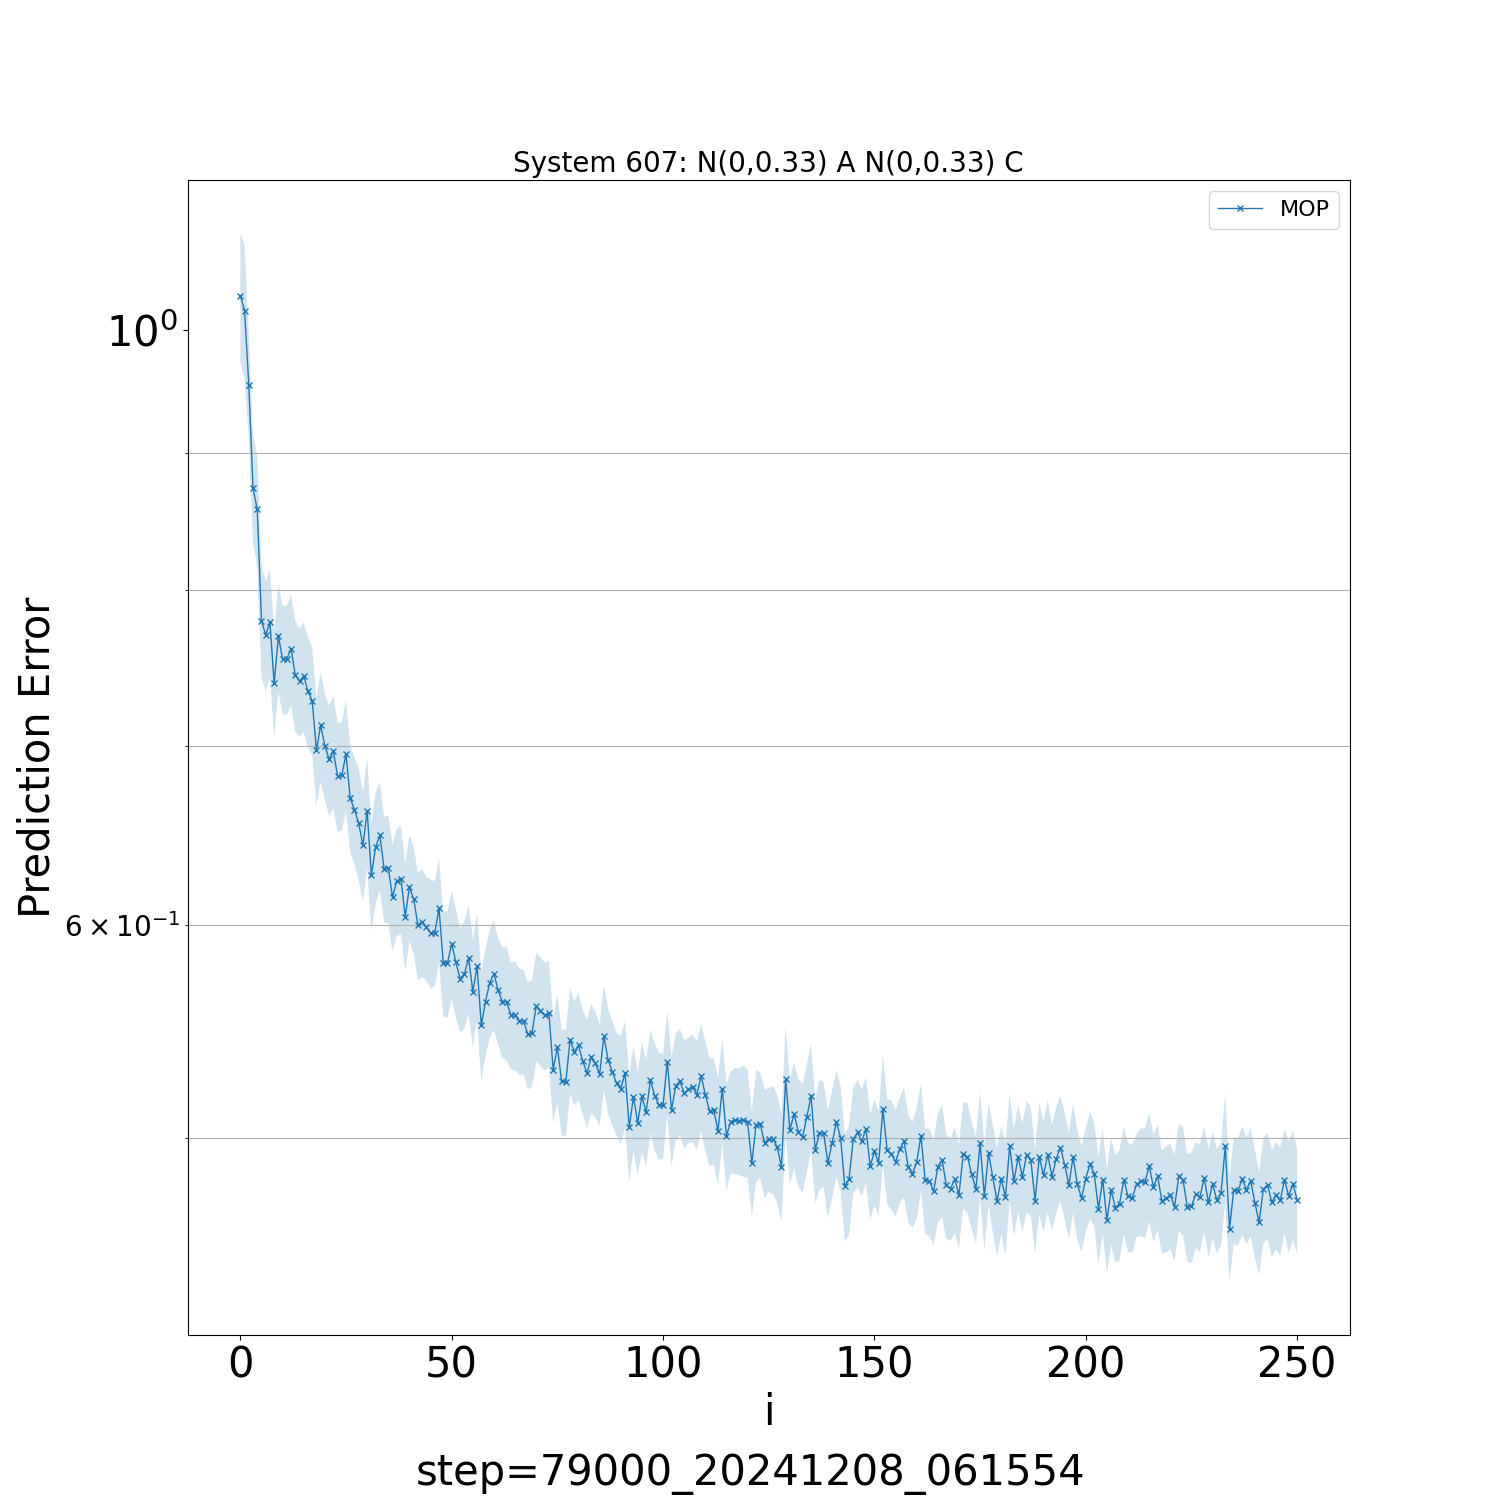 System 607: N(0,0.33) A N(0,0.33) C
MOP
10⁰
6 × 10⁻¹
Prediction Error
0 50 100 150 200 250
i
step=79000_20241208_061554